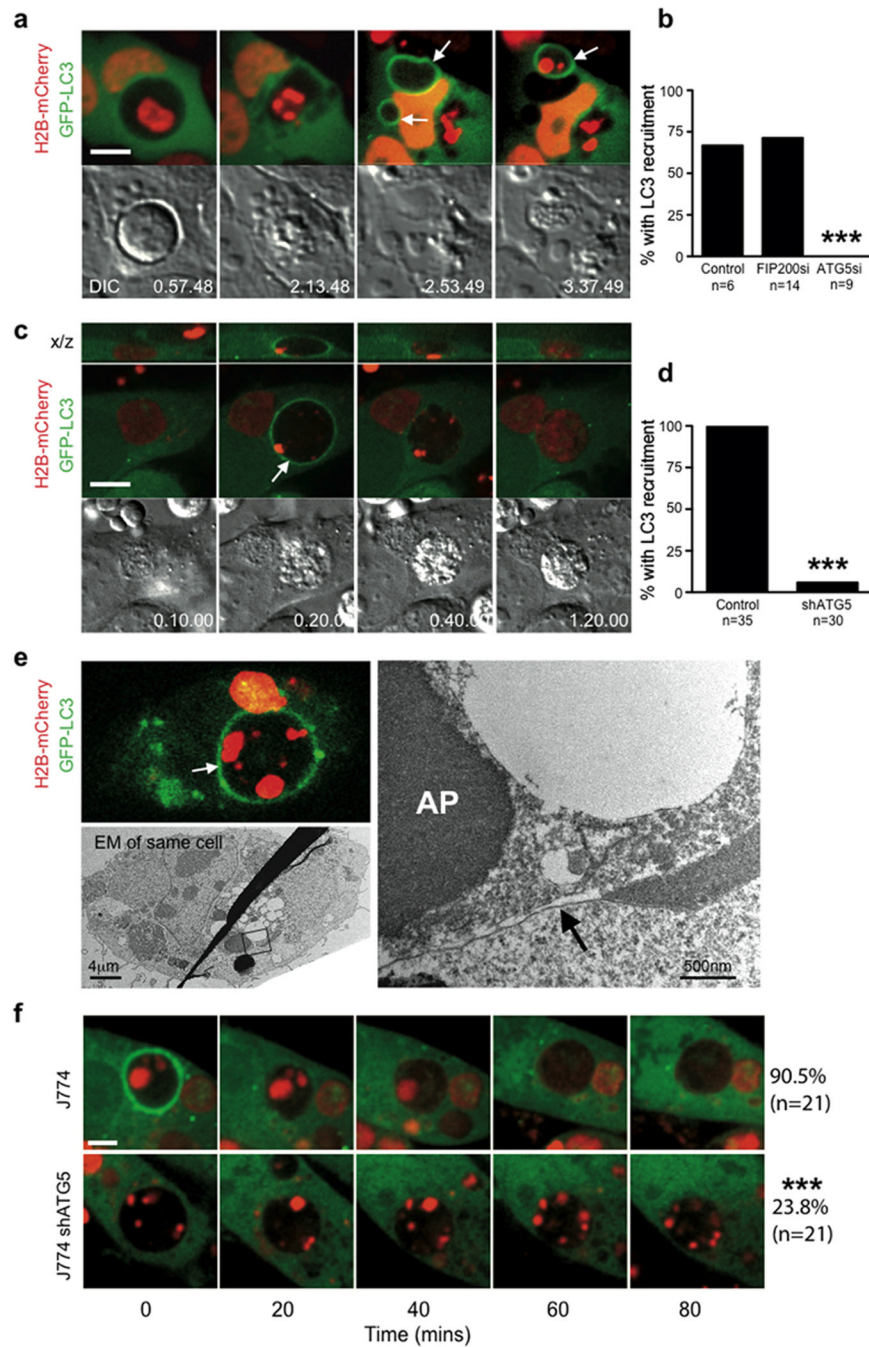 a
H2B-mCherry
GFP-LC3
DIC
0.57.48
2.13.48
2.53.49
3.37.49
b
% with LC3 recruitment
100
75
50
25
0
***
Control
n=6
FIP200si
n=14
ATG5si
n=9
c
x/z
H2B-mCherry
GFP-LC3
0.10.00
0.20.00
0.40.00
1.20.00
d
% with LC3 recruitment
100
75
50
25
0
***
Control
n=35
shATG5
n=30
e
H2B-mCherry
GFP-LC3
EM of same cell
4μm
AP
500nm
f
J774
90.5%
(n=21)
J774 shATG5
***
23.8%
(n=21)
0 20 40 60 80
Time (mins)